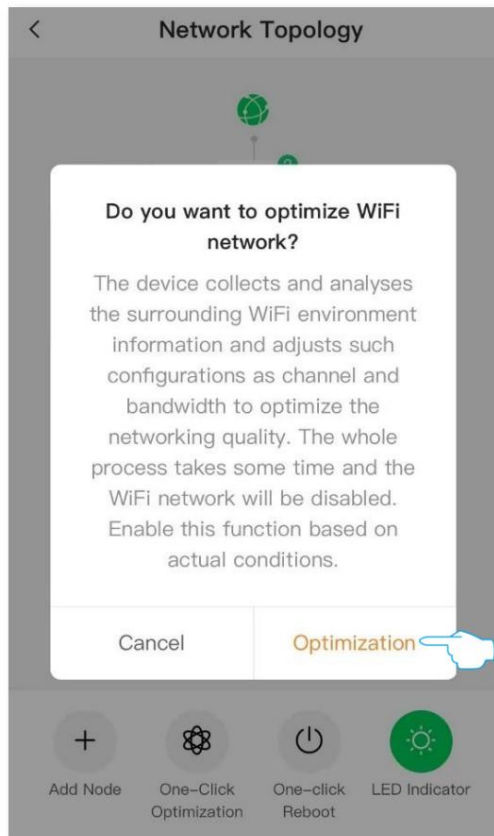 Network Topology
Do you want to optimize WiFi
network?
The device collects and analyses
the surrounding WiFi environment
information and adjusts such
configurations as channel and
bandwidth to optimize the
networking quality. The whole
process takes some time and the
WiFi network will be disabled.
Enable this function based on
actual conditions.
Cancel
Optimization
Add Node
One-Click
Optimization
One-click
Reboot
LED Indicator